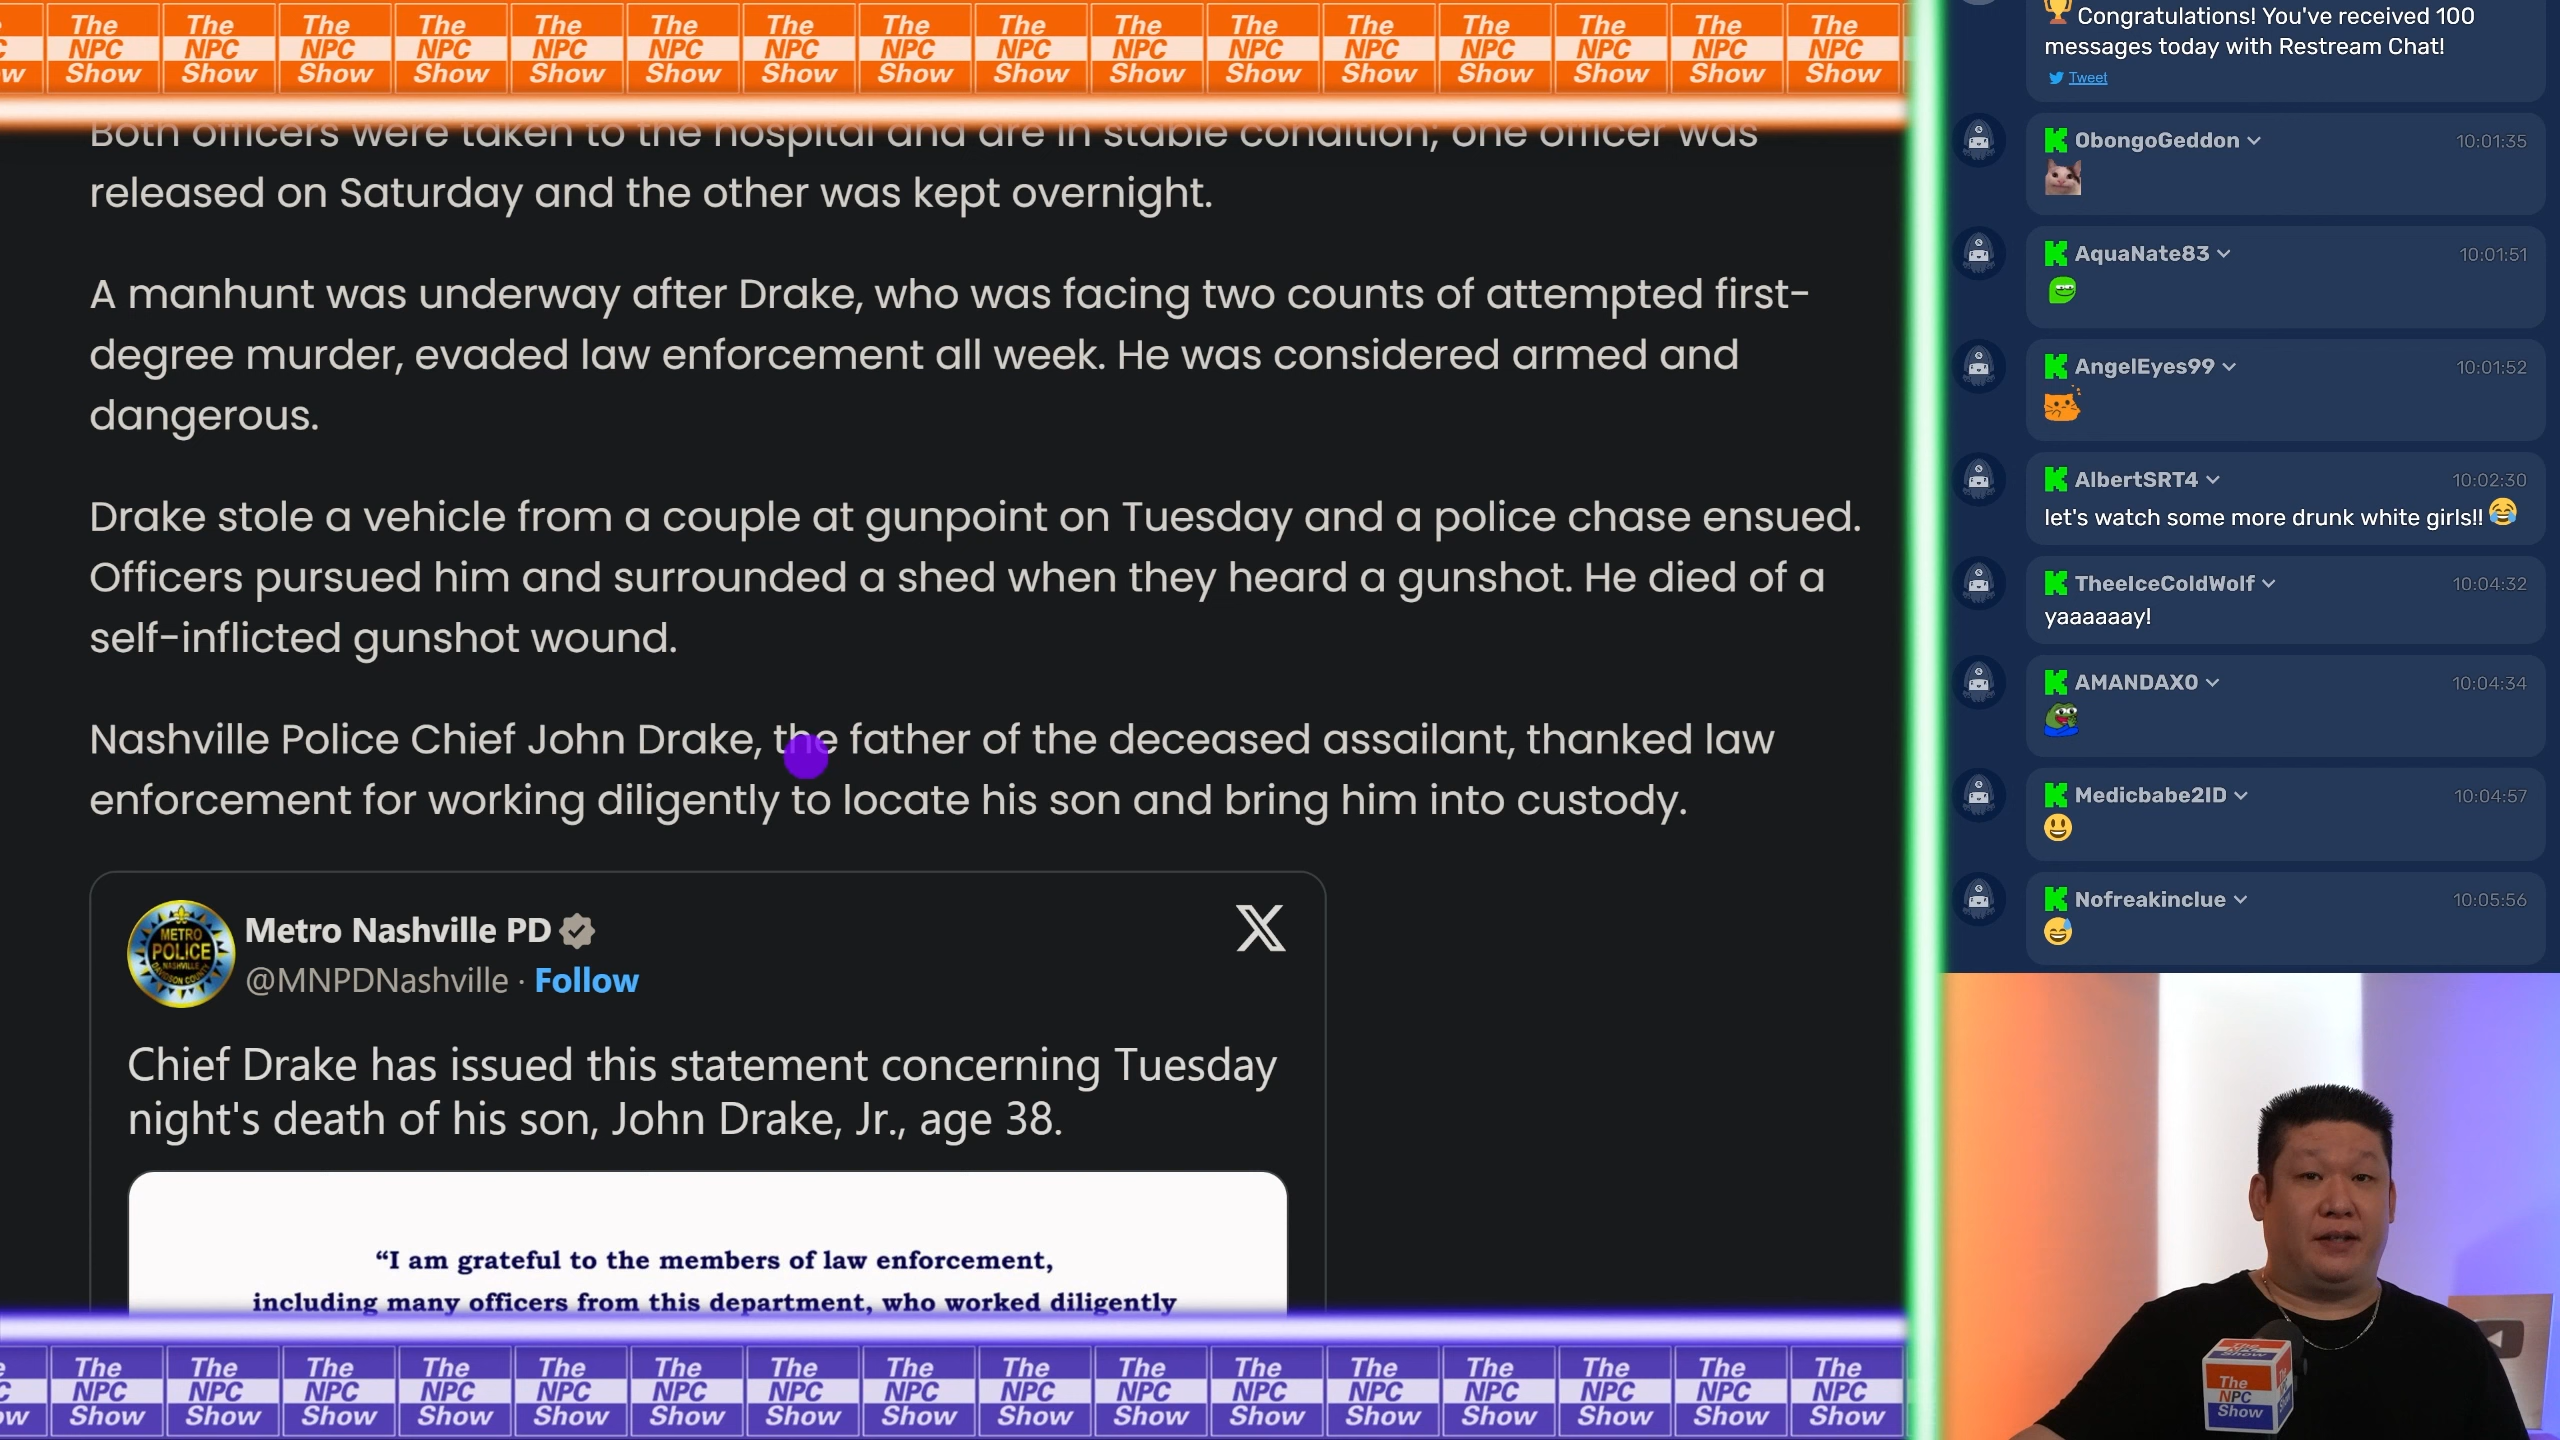 The NPC Show The NPC Show The NPC Show The NPC Show The NPC Show The NPC Show The NPC Show The NPC Show The NPC Show The NPC Show The NPC Show The NPC Show The NPC Show The NPC Show The NPC Show The NPC Show
Both officers were taken to the hospital and are in stable condition; one officer was
released on Saturday and the other was kept overnight.
A manhunt was underway after Drake, who was facing two counts of attempted first-
degree murder, evaded law enforcement all week. He was considered armed and
dangerous.
Drake stole a vehicle from a couple at gunpoint on Tuesday and a police chase ensued.
Officers pursued him and surrounded a shed when they heard a gunshot. He died of a
self-inflicted gunshot wound.
Nashville Police Chief John Drake, the father of the deceased assailant, thanked law
enforcement for working diligently to locate his son and bring him into custody.
METRO
POLICE
NASHVILLE
Metro Nashville PD
@MNPDNashville · Follow
X
Chief Drake has issued this statement concerning Tuesday
night's death of his son, John Drake, Jr., age 38.
“I am grateful to the members of law enforcement,
including many officers from this department, who worked diligently
The NPC Show The NPC Show The NPC Show The NPC Show The NPC Show The NPC Show The NPC Show The NPC Show The NPC Show The NPC Show The NPC Show The NPC Show The NPC Show The NPC Show The NPC Show The NPC Show
🏆 Congratulations! You've received 100
messages today with Restream Chat!
Tweet
ObongoGeddon 10:01:35
AquaNate83 10:01:51
AngelEyes99 10:01:52
AlbertSRT4 10:02:30
let's watch some more drunk white girls!! 😂
TheeIceColdWolf 10:04:32
yaaaaaay!
AMANDAX0 10:04:34
Medicbabe2ID 10:04:57
😃
Nofreakinclue 10:05:56
😅
The
NPC
Show